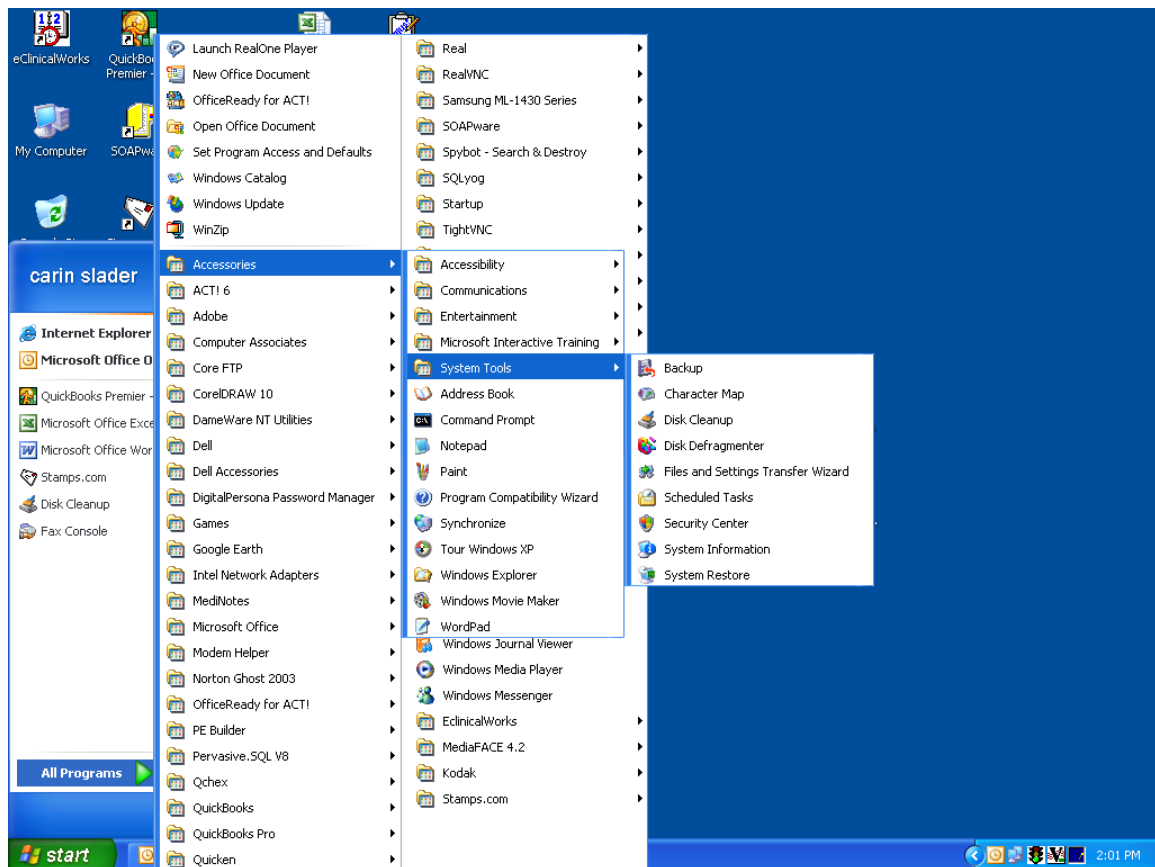 eClinicalWorks
QuickBo
Premier -
My Computer
SOAPwa
carin slader
Internet Explorer
Microsoft Office O
QuickBooks Premier -
Microsoft Office Exce
Microsoft Office Wor
Stamps.com
Disk Cleanup
Fax Console
All Programs
start
Launch RealOne Player
New Office Document
OfficeReady for ACT!
Open Office Document
Set Program Access and Defaults
Windows Catalog
Windows Update
WinZip
Accessories
ACT! 6
Adobe
Computer Associates
Core FTP
CorelDRAW 10
DameWare NT Utilities
Dell
Dell Accessories
DigitalPersona Password Manager
Games
Google Earth
Intel Network Adapters
MediNotes
Microsoft Office
Modem Helper
Norton Ghost 2003
OfficeReady for ACT!
PE Builder
Pervasive.SQL V8
Qchex
QuickBooks
QuickBooks Pro
Quicken
Real
RealVNC
Samsung ML-1430 Series
SOAPware
Spybot - Search & Destroy
SQLyog
Startup
TightVNC
Accessibility
Communications
Entertainment
Microsoft Interactive Training
System Tools
Address Book
Command Prompt
Notepad
Paint
Program Compatibility Wizard
Synchronize
Tour Windows XP
Windows Explorer
Windows Movie Maker
WordPad
Windows Journal Viewer
Windows Media Player
Windows Messenger
EclinicalWorks
MediaFACE 4.2
Kodak
Stamps.com
Backup
Character Map
Disk Cleanup
Disk Defragmenter
Files and Settings Transfer Wizard
Scheduled Tasks
Security Center
System Information
System Restore
2:01 PM